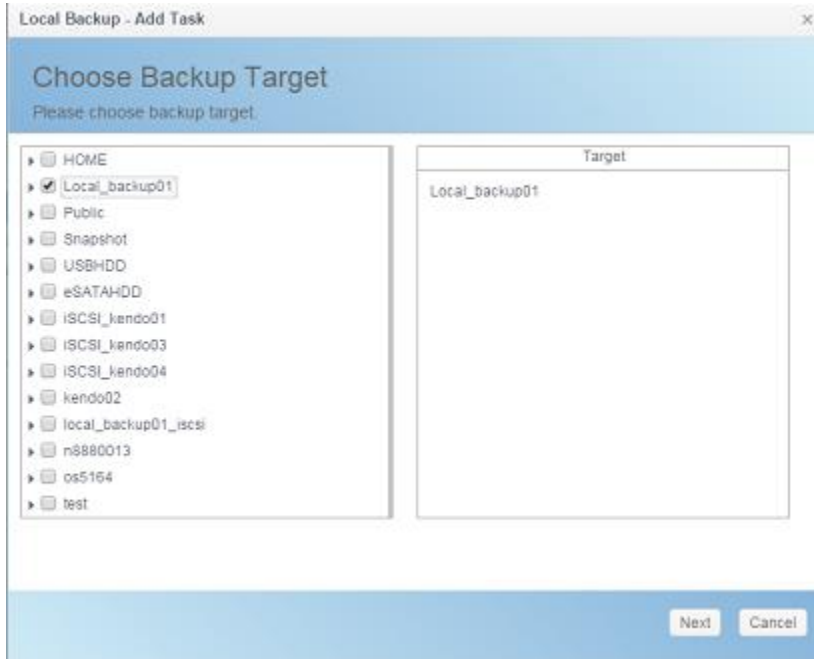 Local Backup - Add Task
Choose Backup Target
Please choose backup target.
HOME
Local_backup01
Public
Snapshot
USBHDD
eSATAHDD
iSCSI_kendo01
iSCSI_kendo03
iSCSI_kendo04
kendo02
local_backup01_iscsi
n8880013
os5164
test
Target
Local_backup01
Next
Cancel